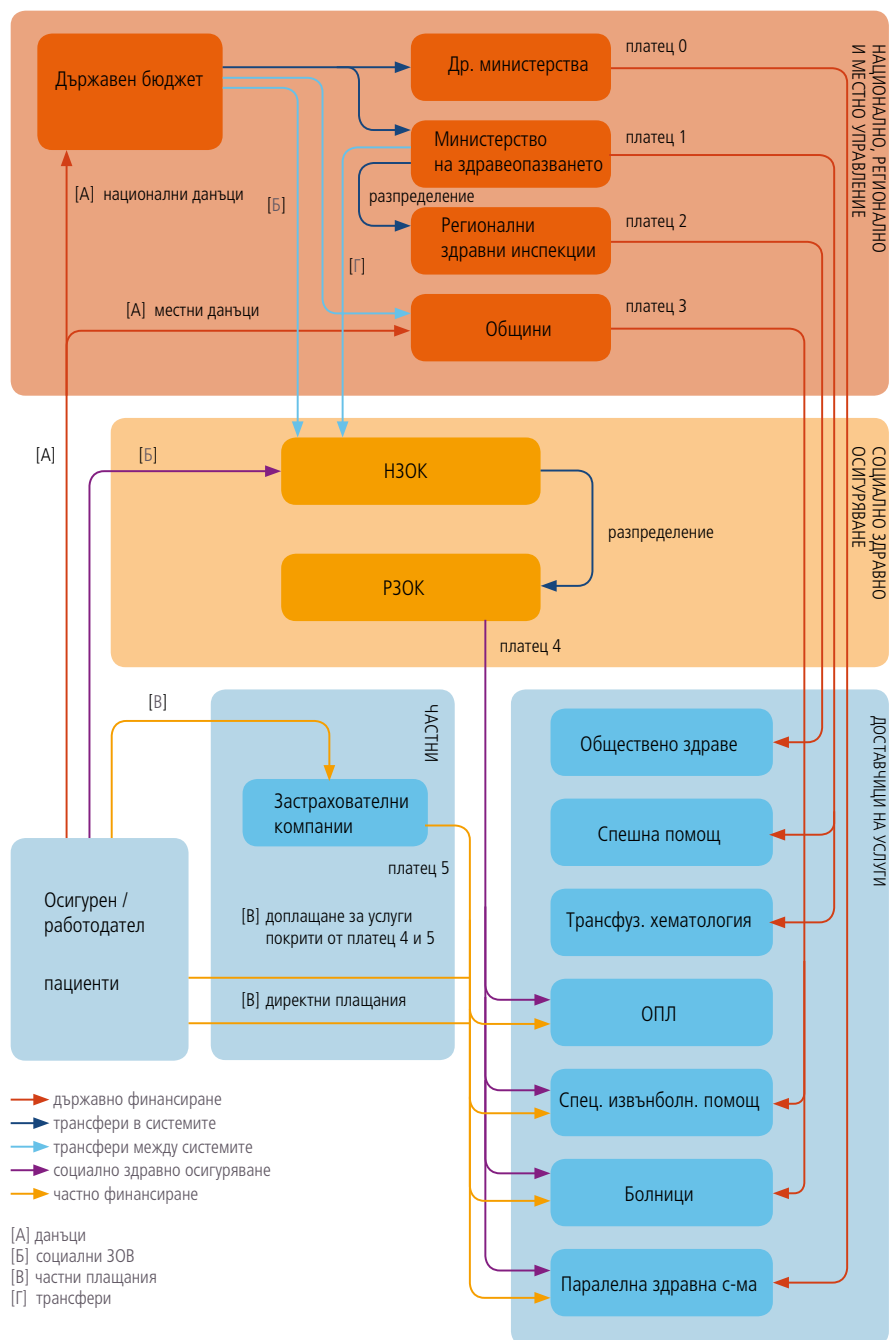 Държавен бюджет
Др. министерства
платец 0
НАЦИОНАЛНО, РЕГИОНАЛНО
И МЕСТНО УПРАВЛЕНИЕ
Министерство
на здравеопазването
платец 1
[А] национални данъци
[Б]
разпределение
Регионални
здравни инспекции
платец 2
[Г]
[А] местни данъци
Общини
платец 3
[А]
[Б]
НЗОК
СОЦИАЛНО ЗДРАВНО
ОСИГУРЯВАНЕ
разпределение
РЗОК
платец 4
[В]
ЧАСТНИ
ДОСТАВЧИЦИ НА УСЛУГИ
Обществено здраве
Застрахователни
компании
Спешна помощ
платец 5
Осигурен /
работодател
пациенти
[В] доплащане за услуги
покрити от платец 4 и 5
Трансфуз. хематология
[В] директни плащания
ОПЛ
Спец. извънболн. помощ
Болници
Паралелна здравна с-ма
държавно финансиране
трансфери в системите
трансфери между системите
социално здравно осигуряване
частно финансиране
[А] данъци
[Б] социални ЗОВ
[В] частни плащания
[Г] трансфери